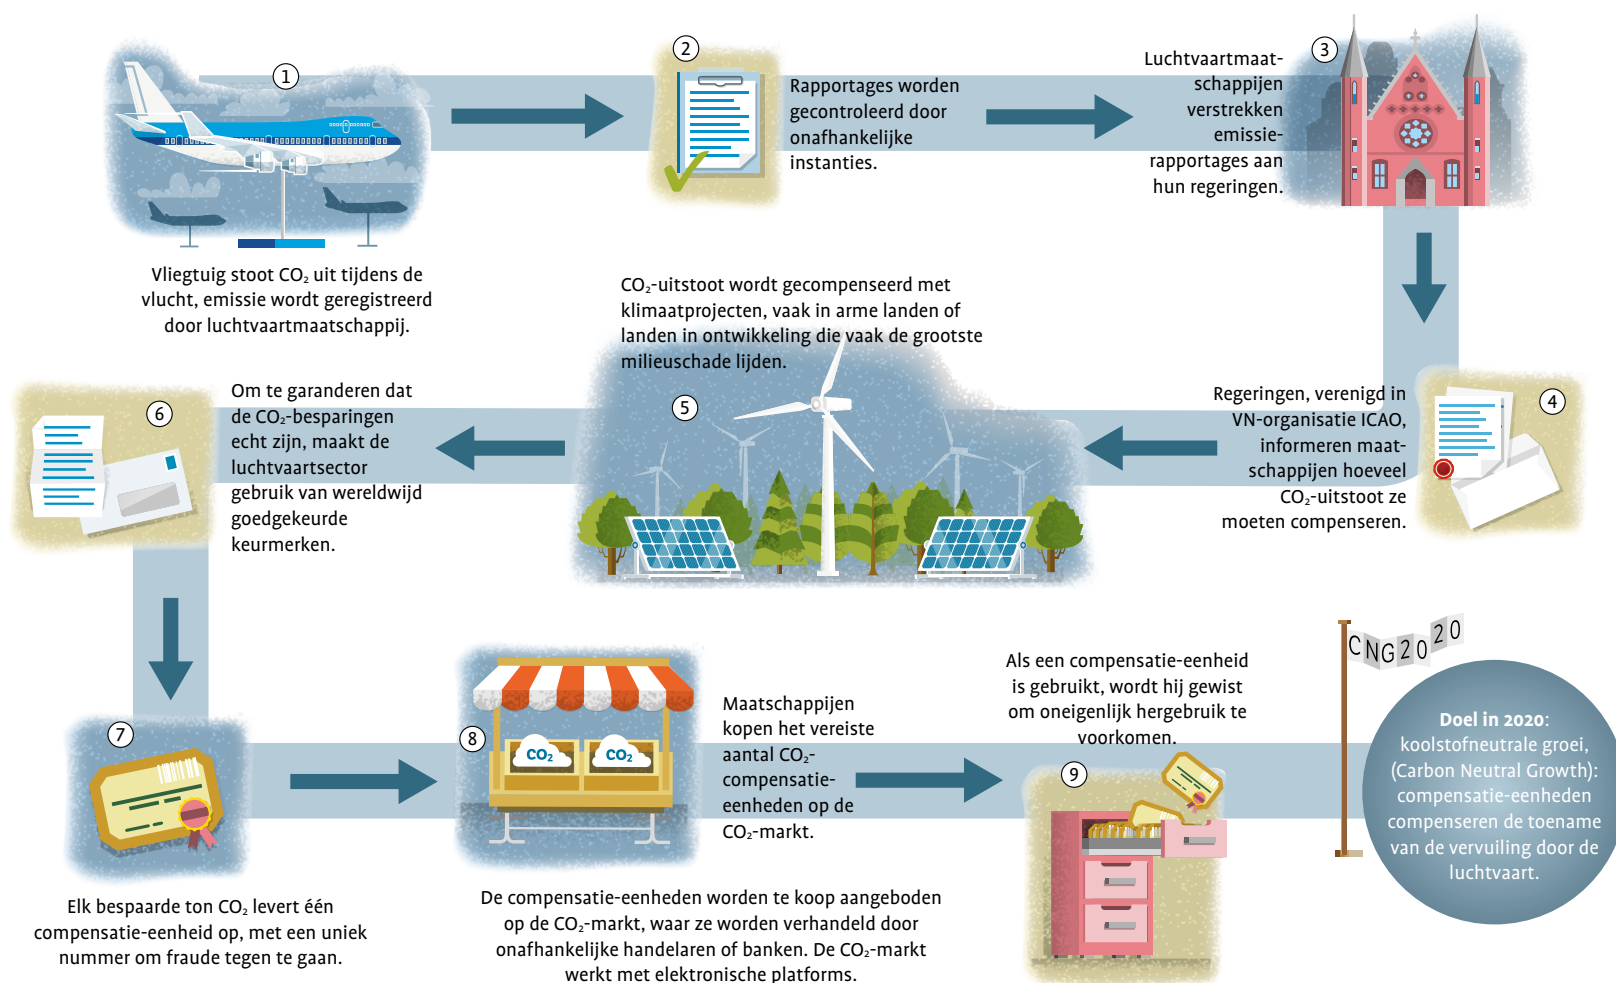 1
Vliegtuig stoot CO₂ uit tijdens de
vlucht, emissie wordt geregistreerd
door luchtvaartmaatschappij.
2
Rapportages worden
gecontroleerd door
onafhankelijke
instanties.
3
Luchtvaartmaat-
schappijen
verstrekken
emissie-
rapportages aan
hun regeringen.
4
Regeringen, verenigd in
VN-organisatie ICAO,
informeren maat-
schappijen hoeveel
CO₂-uitstoot ze
moeten compenseren.
5
CO₂-uitstoot wordt gecompenseerd met
klimaatprojecten, vaak in arme landen of
landen in ontwikkeling die vaak de grootste
milieuschade lijden.
6
Om te garanderen dat
de CO₂-besparingen
echt zijn, maakt de
luchtvaartsector
gebruik van wereldwijd
goedgekeurde
keurmerken.
7
Elk bespaarde ton CO₂ levert één
compensatie-eenheid op, met een uniek
nummer om fraude tegen te gaan.
8
CO₂
CO₂
De compensatie-eenheden worden te koop aangeboden
op de CO₂-markt, waar ze worden verhandeld door
onafhankelijke handelaren of banken. De CO₂-markt
werkt met elektronische platforms.
Maatschappijen
kopen het vereiste
aantal CO₂-
compensatie-
eenheden op de
CO₂-markt.
9
Als een compensatie-eenheid
is gebruikt, wordt hij gewist
om oneigenlijk hergebruik te
voorkomen.
CNG2020
Doel in 2020:
koolstofneutrale groei,
(Carbon Neutral Growth):
compensatie-eenheden
compenseren de toename
van de vervuiling door de
luchtvaart.